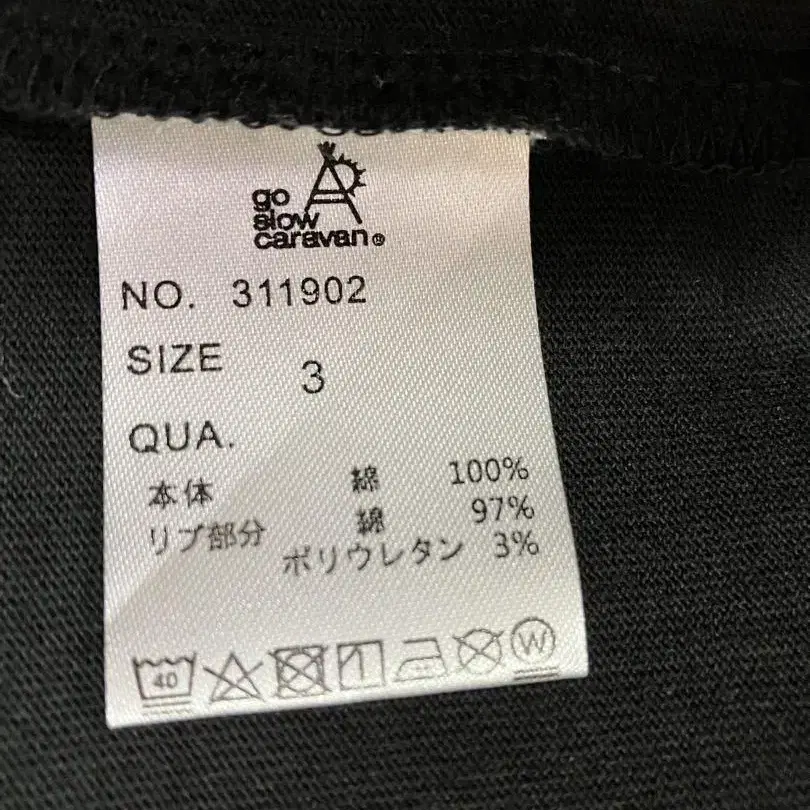 go
slow
caravan®
NO. 311902
SIZE 3
QUA.
本体 綿 100%
リブ部分 綿 97%
ポリウレタン 3%
40
W